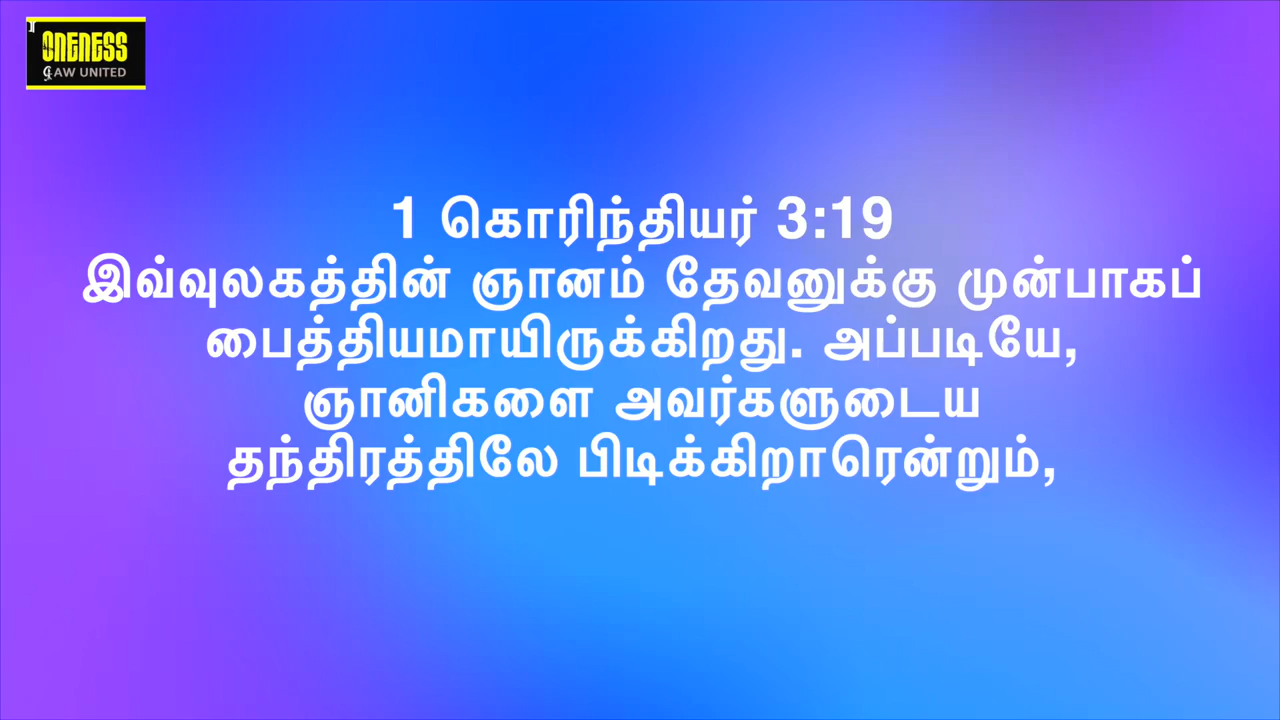 ONENESS
LAW UNITED
1 கொரிந்தியர் 3:19
இவ்வுலகத்தின் ஞானம் தேவனுக்கு முன்பாகப்
பைத்தியமாயிருக்கிறது. அப்படியே,
ஞானிகளை அவர்களுடைய
தந்திரத்திலே பிடிக்கிறாரென்றும்,